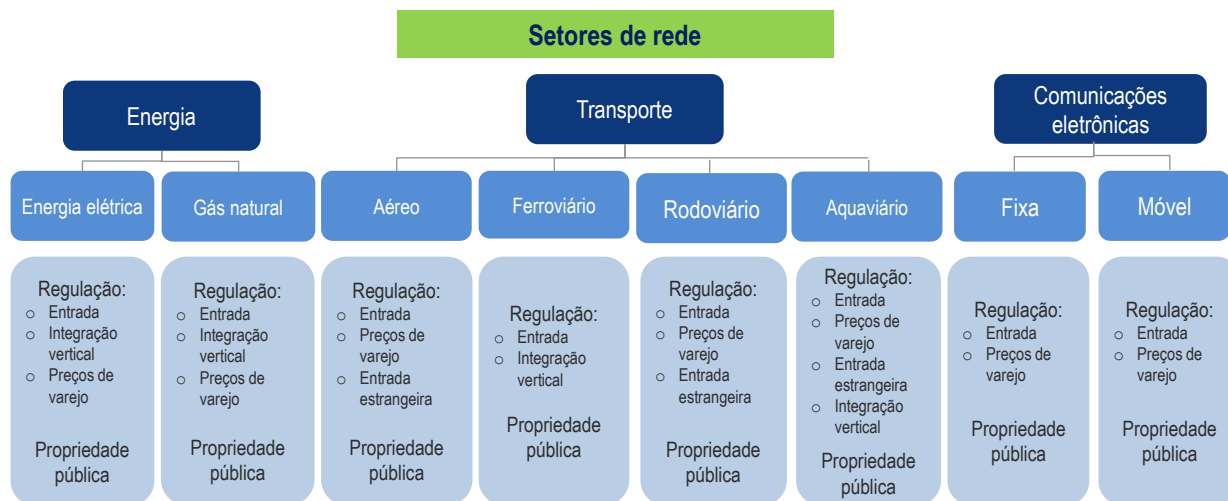 Setores de rede
Energia
Transporte
Comunicações
eletrônicas
Energia elétrica
Gás natural
Aéreo
Ferroviário
Rodoviário
Aquaviário
Fixa
Móvel
Regulação:
o Entrada
o Integração
vertical
o Preços de
varejo
Propriedade
pública
Regulação:
o Entrada
o Integração
vertical
o Preços de
varejo
Propriedade
pública
Regulação:
o Entrada
o Preços de
varejo
o Entrada
estrangeira
Propriedade
pública
Regulação:
o Entrada
o Integração
vertical
Propriedade
pública
Regulação:
o Entrada
o Preços de
varejo
o Entrada
estrangeira
Propriedade
pública
Regulação:
o Entrada
o Preços de
varejo
o Entrada
estrangeira
o Integração
vertical
Propriedade
pública
Regulação:
o Entrada
o Preços de
varejo
Propriedade
pública
Regulação:
o Entrada
o Preços de
varejo
Propriedade
pública